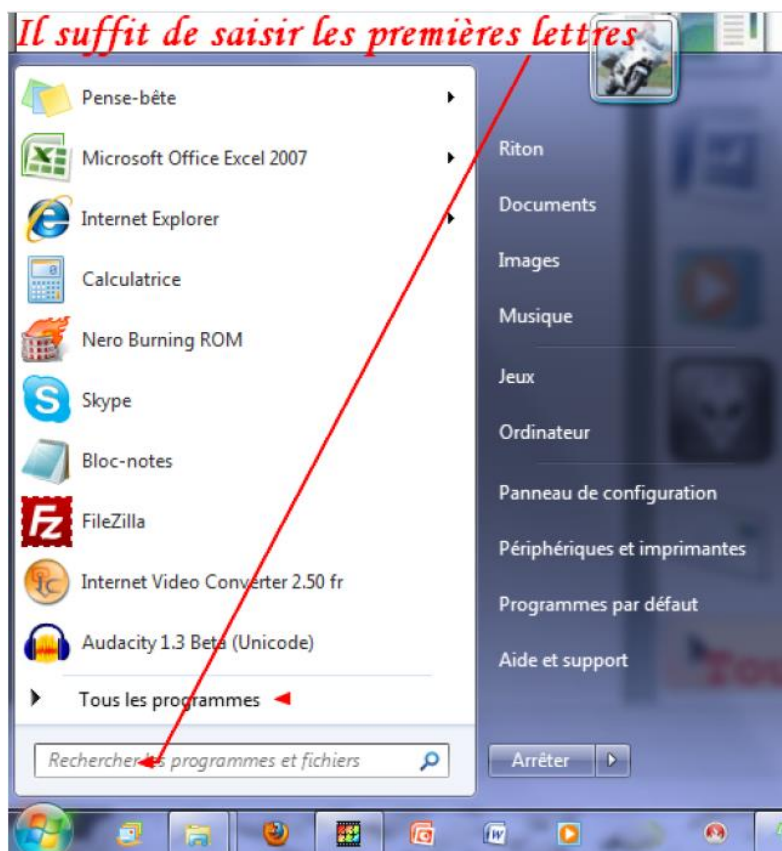 Il suffit de saisir les premières lettres
Pense-bête
Microsoft Office Excel 2007
Internet Explorer
Calculatrice
Nero Burning ROM
Skype
Bloc-notes
FileZilla
Internet Video Converter 2.50 fr
Audacity 1.3 Beta (Unicode)
Tous les programmes
Rechercher les programmes et fichiers
Riton
Documents
Images
Musique
Jeux
Ordinateur
Panneau de configuration
Périphériques et imprimantes
Programmes par défaut
Aide et support
Arrêter